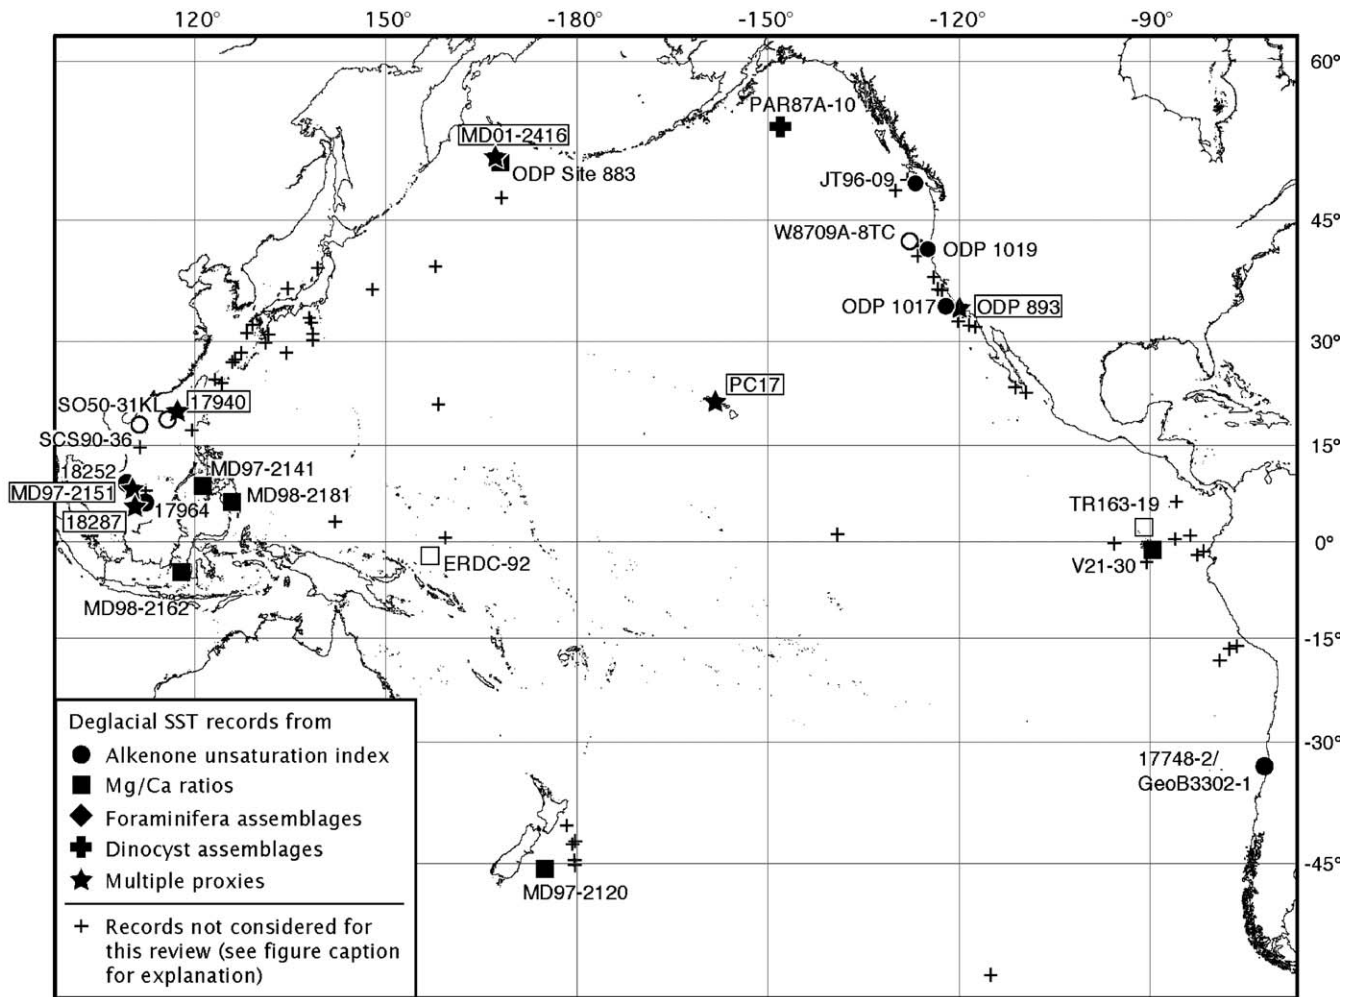 120° 150° -180° -150° -120° -90°
60°
PAR87A-10
MD01-2416
ODP Site 883
JT96-09
45°
W8709A-8TC
ODP 1019
ODP 1017
ODP 893
30°
PC17
SO50-31KL
17940
SCS90-36
15°
18252
MD97-2141
MD97-2151
MD98-2181
17964
TR163-19
18287
0°
ERDC-92
V21-30
MD98-2162
-15°
Deglacial SST records from
Alkenone unsaturation index
Mg/Ca ratios
Foraminifera assemblages
Dinocyst assemblages
Multiple proxies
Records not considered for
this review (see figure caption
for explanation)
-30°
17748-2/
GeoB3302-1
-45°
MD97-2120